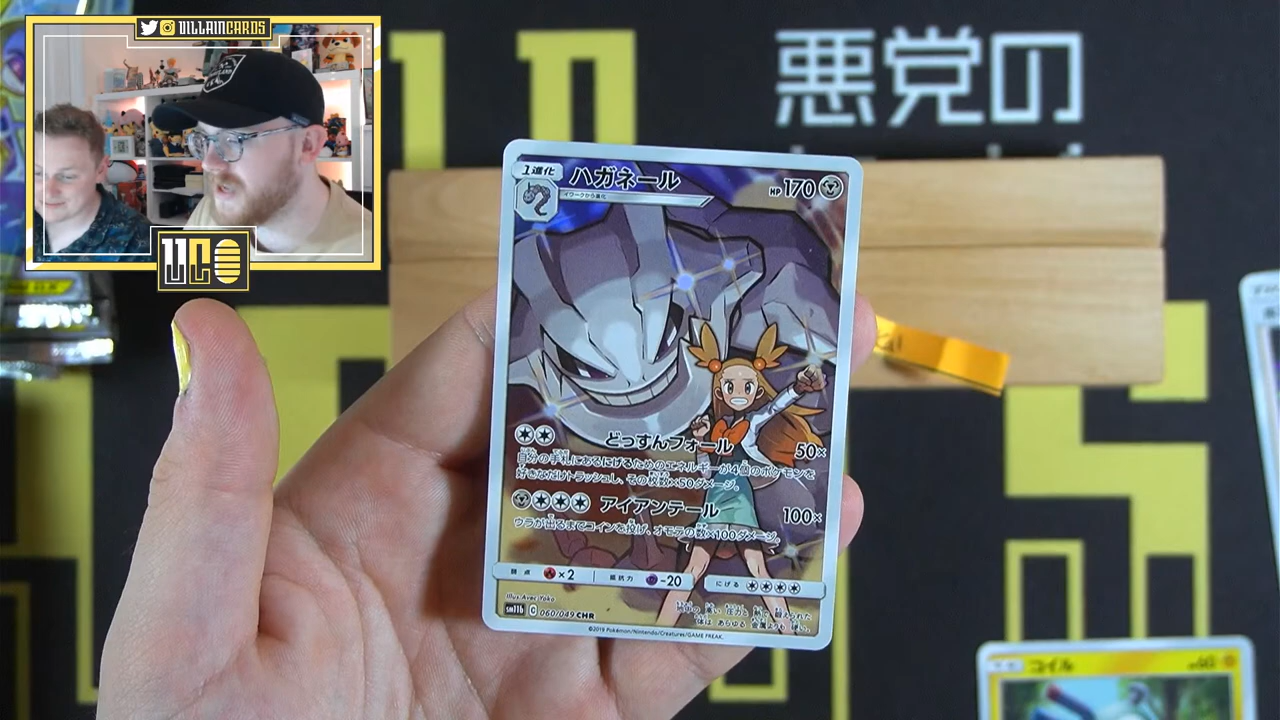 VILLAINCARDS
VCO
悪党の
1進化
ハガネール
HP 170
イワークから進化
どっすんフォール 50×
自分の手札にあるにげるためのエネルギーが4個のポケモンを
好きなだけトラッシュし、その枚数×50ダメージ。
アイアンテール 100×
ウラが出るまでコインを投げ、オモテの数×100ダメージ。
弱点 ×2 抵抗力 -20 にげる
Illus. Avec Yoko
sm11b C 060/049 CHR
©2019 Pokémon/Nintendo/Creatures/GAME FREAK.
コイル